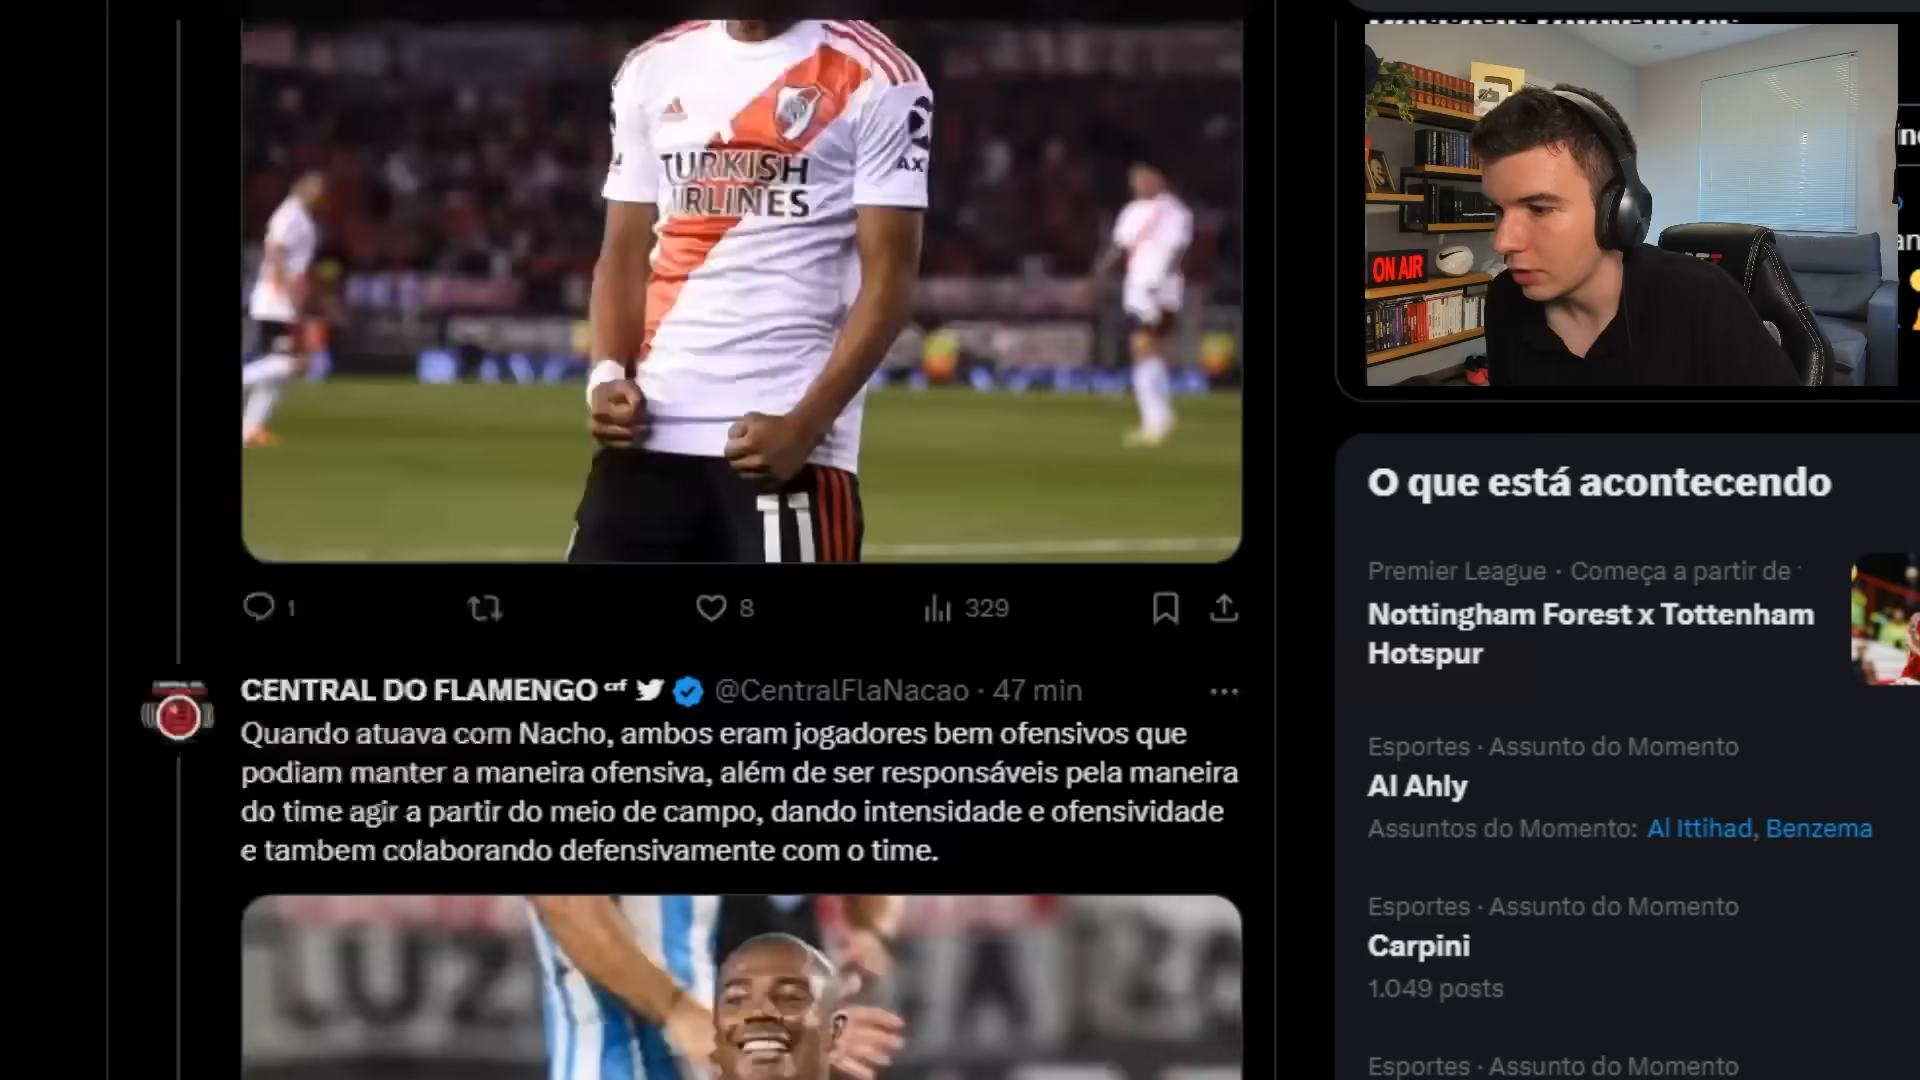 TURKISH
AIRLINES
AX
11
ON AIR
1
8
329
CENTRAL DO FLAMENGO crf
@CentralFlaNacao · 47 min
Quando atuava com Nacho, ambos eram jogadores bem ofensivos que
podiam manter a maneira ofensiva, além de ser responsáveis pela maneira
do time agir a partir do meio de campo, dando intensidade e ofensividade
e tambem colaborando defensivamente com o time.
LUZ
O que está acontecendo
Premier League · Começa a partir de
Nottingham Forest x Tottenham
Hotspur
Esportes · Assunto do Momento
Al Ahly
Assuntos do Momento: Al Ittihad, Benzema
Esportes · Assunto do Momento
Carpini
1.049 posts
Esportes · Assunto do Momento